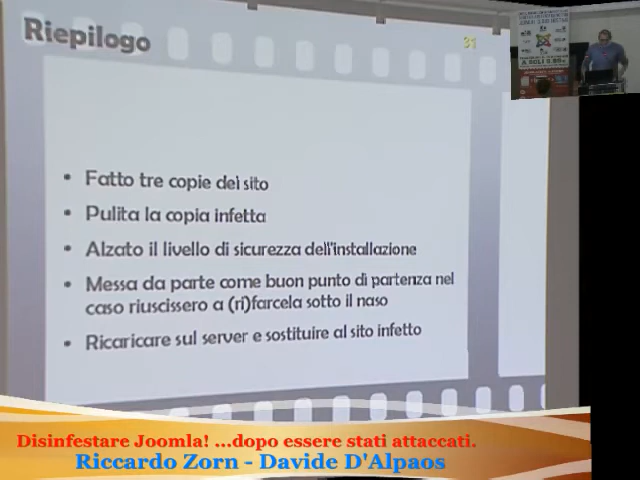 Riepilogo
31
• Fatto tre copie del sito
• Pulita la copia infetta
• Alzato il livello di sicurezza dell'installazione
• Messa da parte come buon punto di partenza nel
caso riuscissero a (ri)farcela sotto il naso
• Ricaricare sul server e sostituire al sito infetto
Disinfestare Joomla! ...dopo essere stati attaccati.
Riccardo Zorn - Davide D'Alpaos